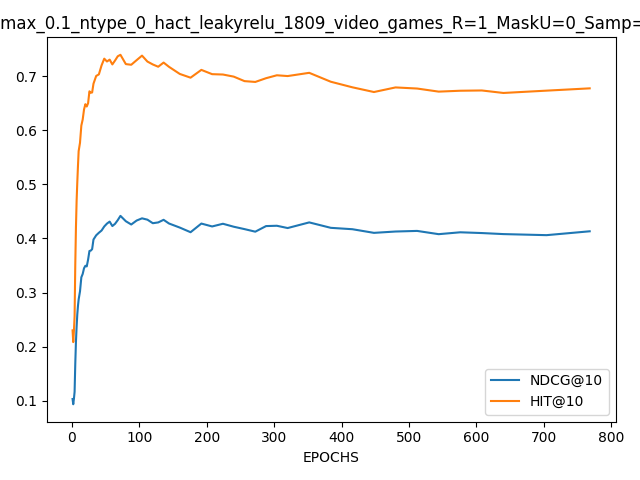 max_0.1_ntype_0_hact_leakyrelu_1809_video_games_R=1_MaskU=0_Samp=
0.7
0.6
0.5
0.4
0.3
0.2
0.1
NDCG@10
HIT@10
0 100 200 300 400 500 600 700 800
EPOCHS